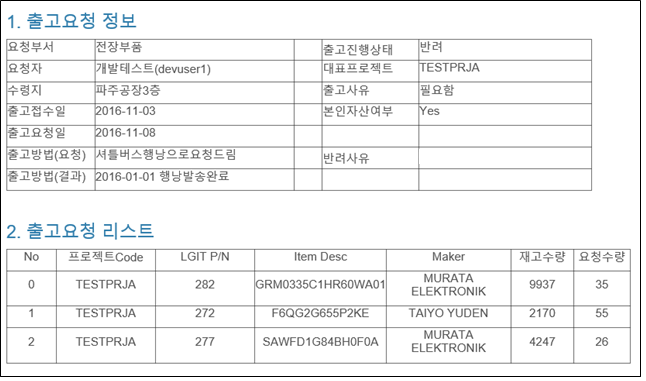 1. 출고요청 정보
요청부서 전장부품 출고진행상태 반려
요청자 개발테스트(devuser1) 대표프로젝트 TESTPRJA
수령지 파주공장3층 출고사유 필요함
출고접수일 2016-11-03 본인자산여부 Yes
출고요청일 2016-11-08
출고방법(요청) 셔틀버스행낭으로요청드림 반려사유
출고방법(결과) 2016-01-01 행낭발송완료
2. 출고요청 리스트
No 프로젝트Code LGIT P/N Item Desc Maker 재고수량 요청수량
0 TESTPRJA 282 GRM0335C1HR60WA01 MURATA ELEKTRONIK 9937 35
1 TESTPRJA 272 F6QG2G655P2KE TAIYO YUDEN 2170 55
2 TESTPRJA 277 SAWFD1G84BH0F0A MURATA ELEKTRONIK 4247 26